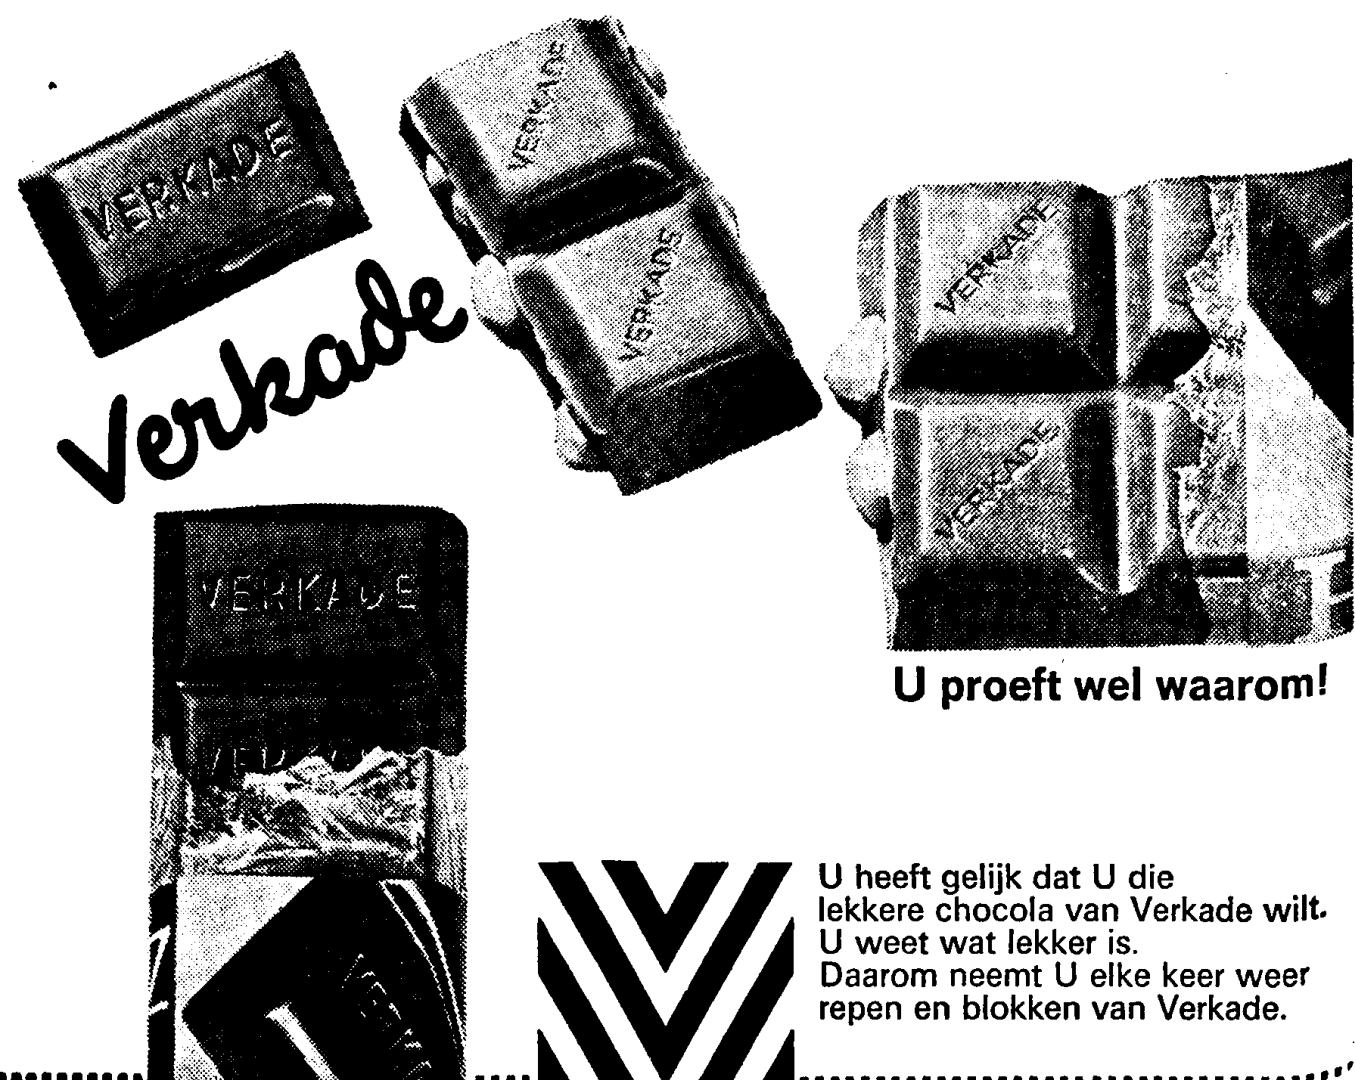 VERKADE
VERKADE
VERKADE
Verkade
VERKADE
VERKADE
VERKADE
U proeft wel waarom!
U heeft gelijk dat U die
lekkere chocola van Verkade wilt.
U weet wat lekker is.
Daarom neemt U elke keer weer
repen en blokken van Verkade.